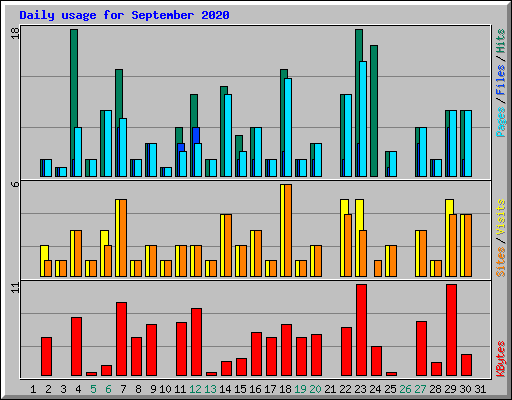 Daily usage for September 2020
18
Pages / Files / Hits
6
Sites / Visits
11
KBytes
1 2 3 4 5 6 7 8 9 10 11 12 13 14 15 16 17 18 19 20 21 22 23 24 25 26 27 28 29 30 31